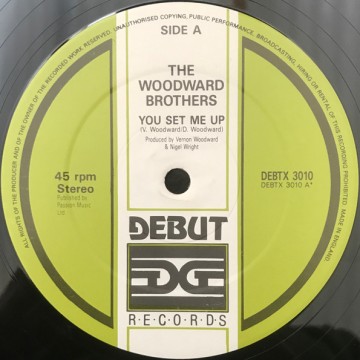 ALL RIGHTS OF THE PRODUCER AND OF THE OWNER OF THE RECORDED WORK RESERVED. UNAUTHORISED COPYING, PUBLIC PERFORMANCE, BROADCASTING, HIRING OR RENTAL OF THIS RECORDING PROHIBITED. MADE IN ENGLAND
SIDE A
THE
WOODWARD
BROTHERS
YOU SET ME UP
(V. Woodward/D. Woodward)
Produced by Vernon Woodward
& Nigel Wright
45 rpm
Stereo
Published by
DEBTX 3010
DEBTX 3010 A*
DEBUT
R·E·C·O·R·D·S